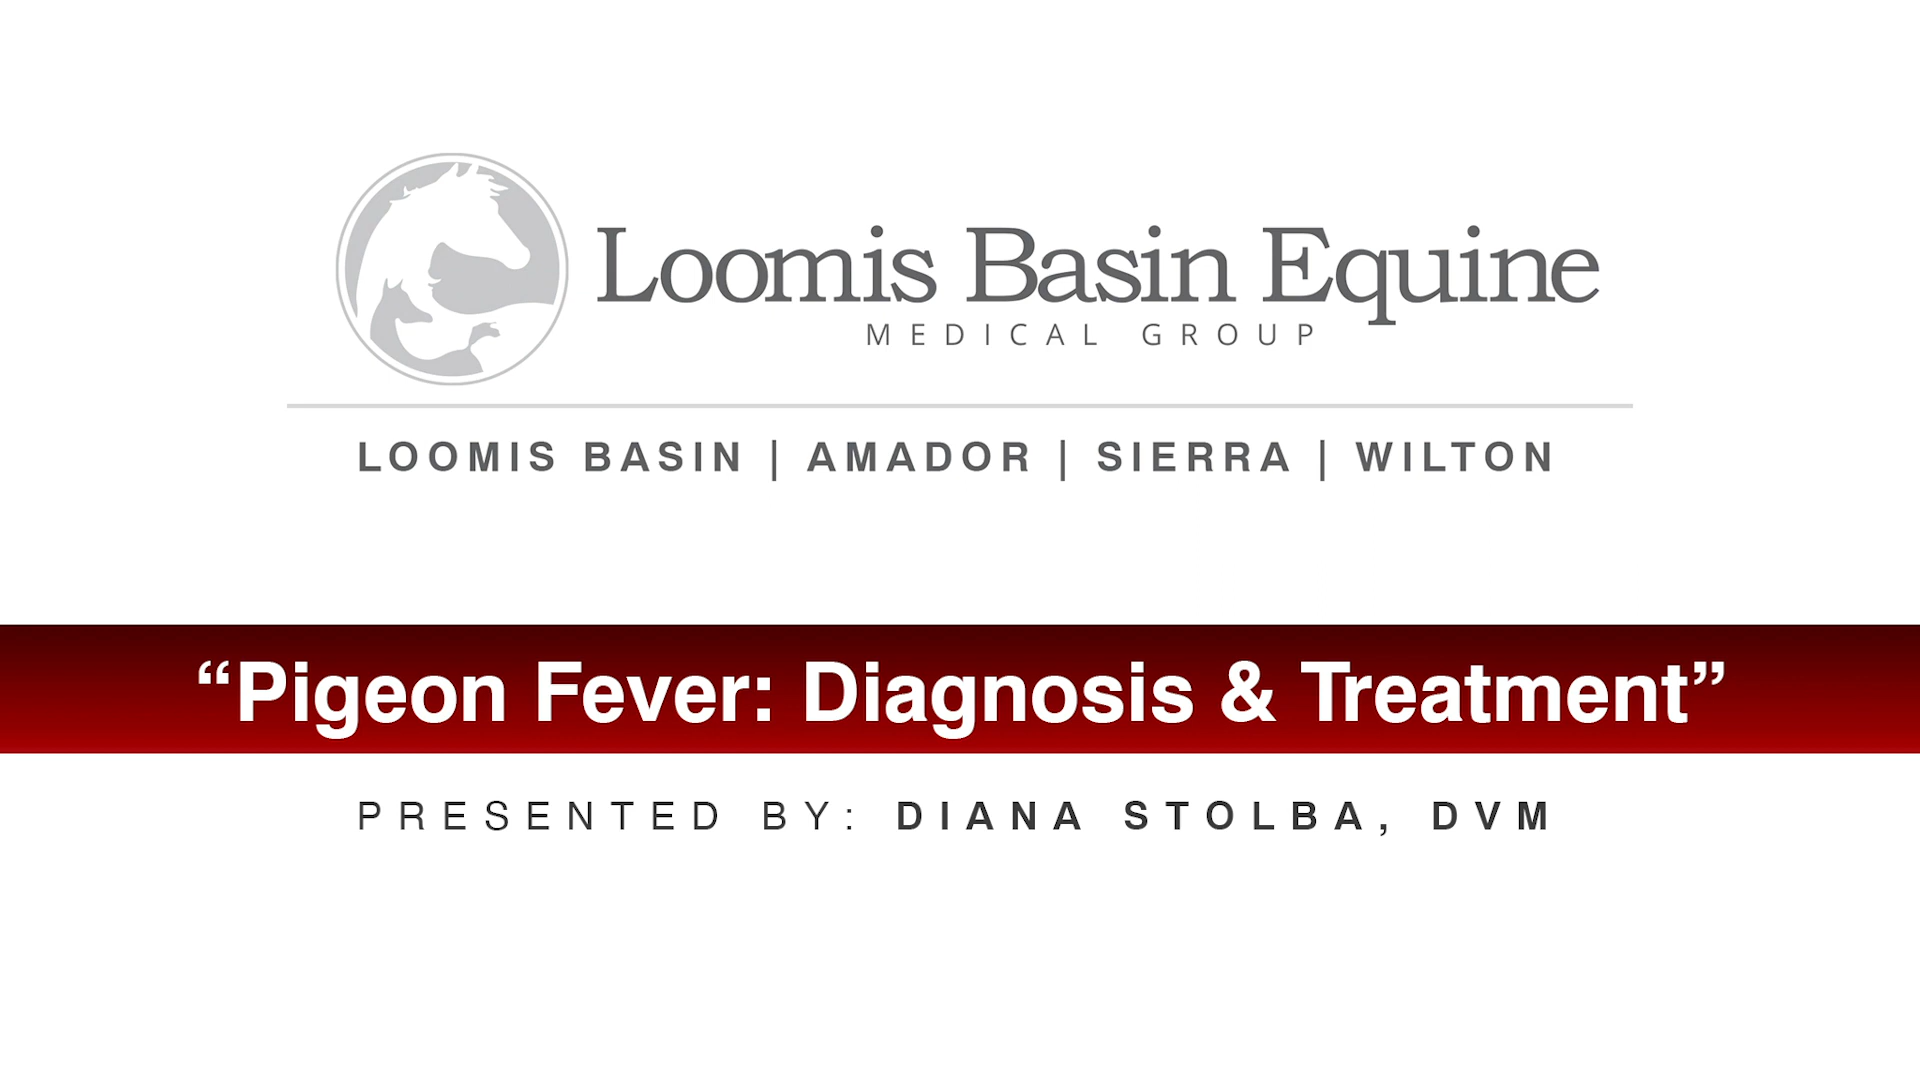 Loomis Basin Equine
MEDICAL GROUP
LOOMIS BASIN | AMADOR | SIERRA | WILTON
“Pigeon Fever: Diagnosis & Treatment”
PRESENTED BY: DIANA STOLBA, DVM